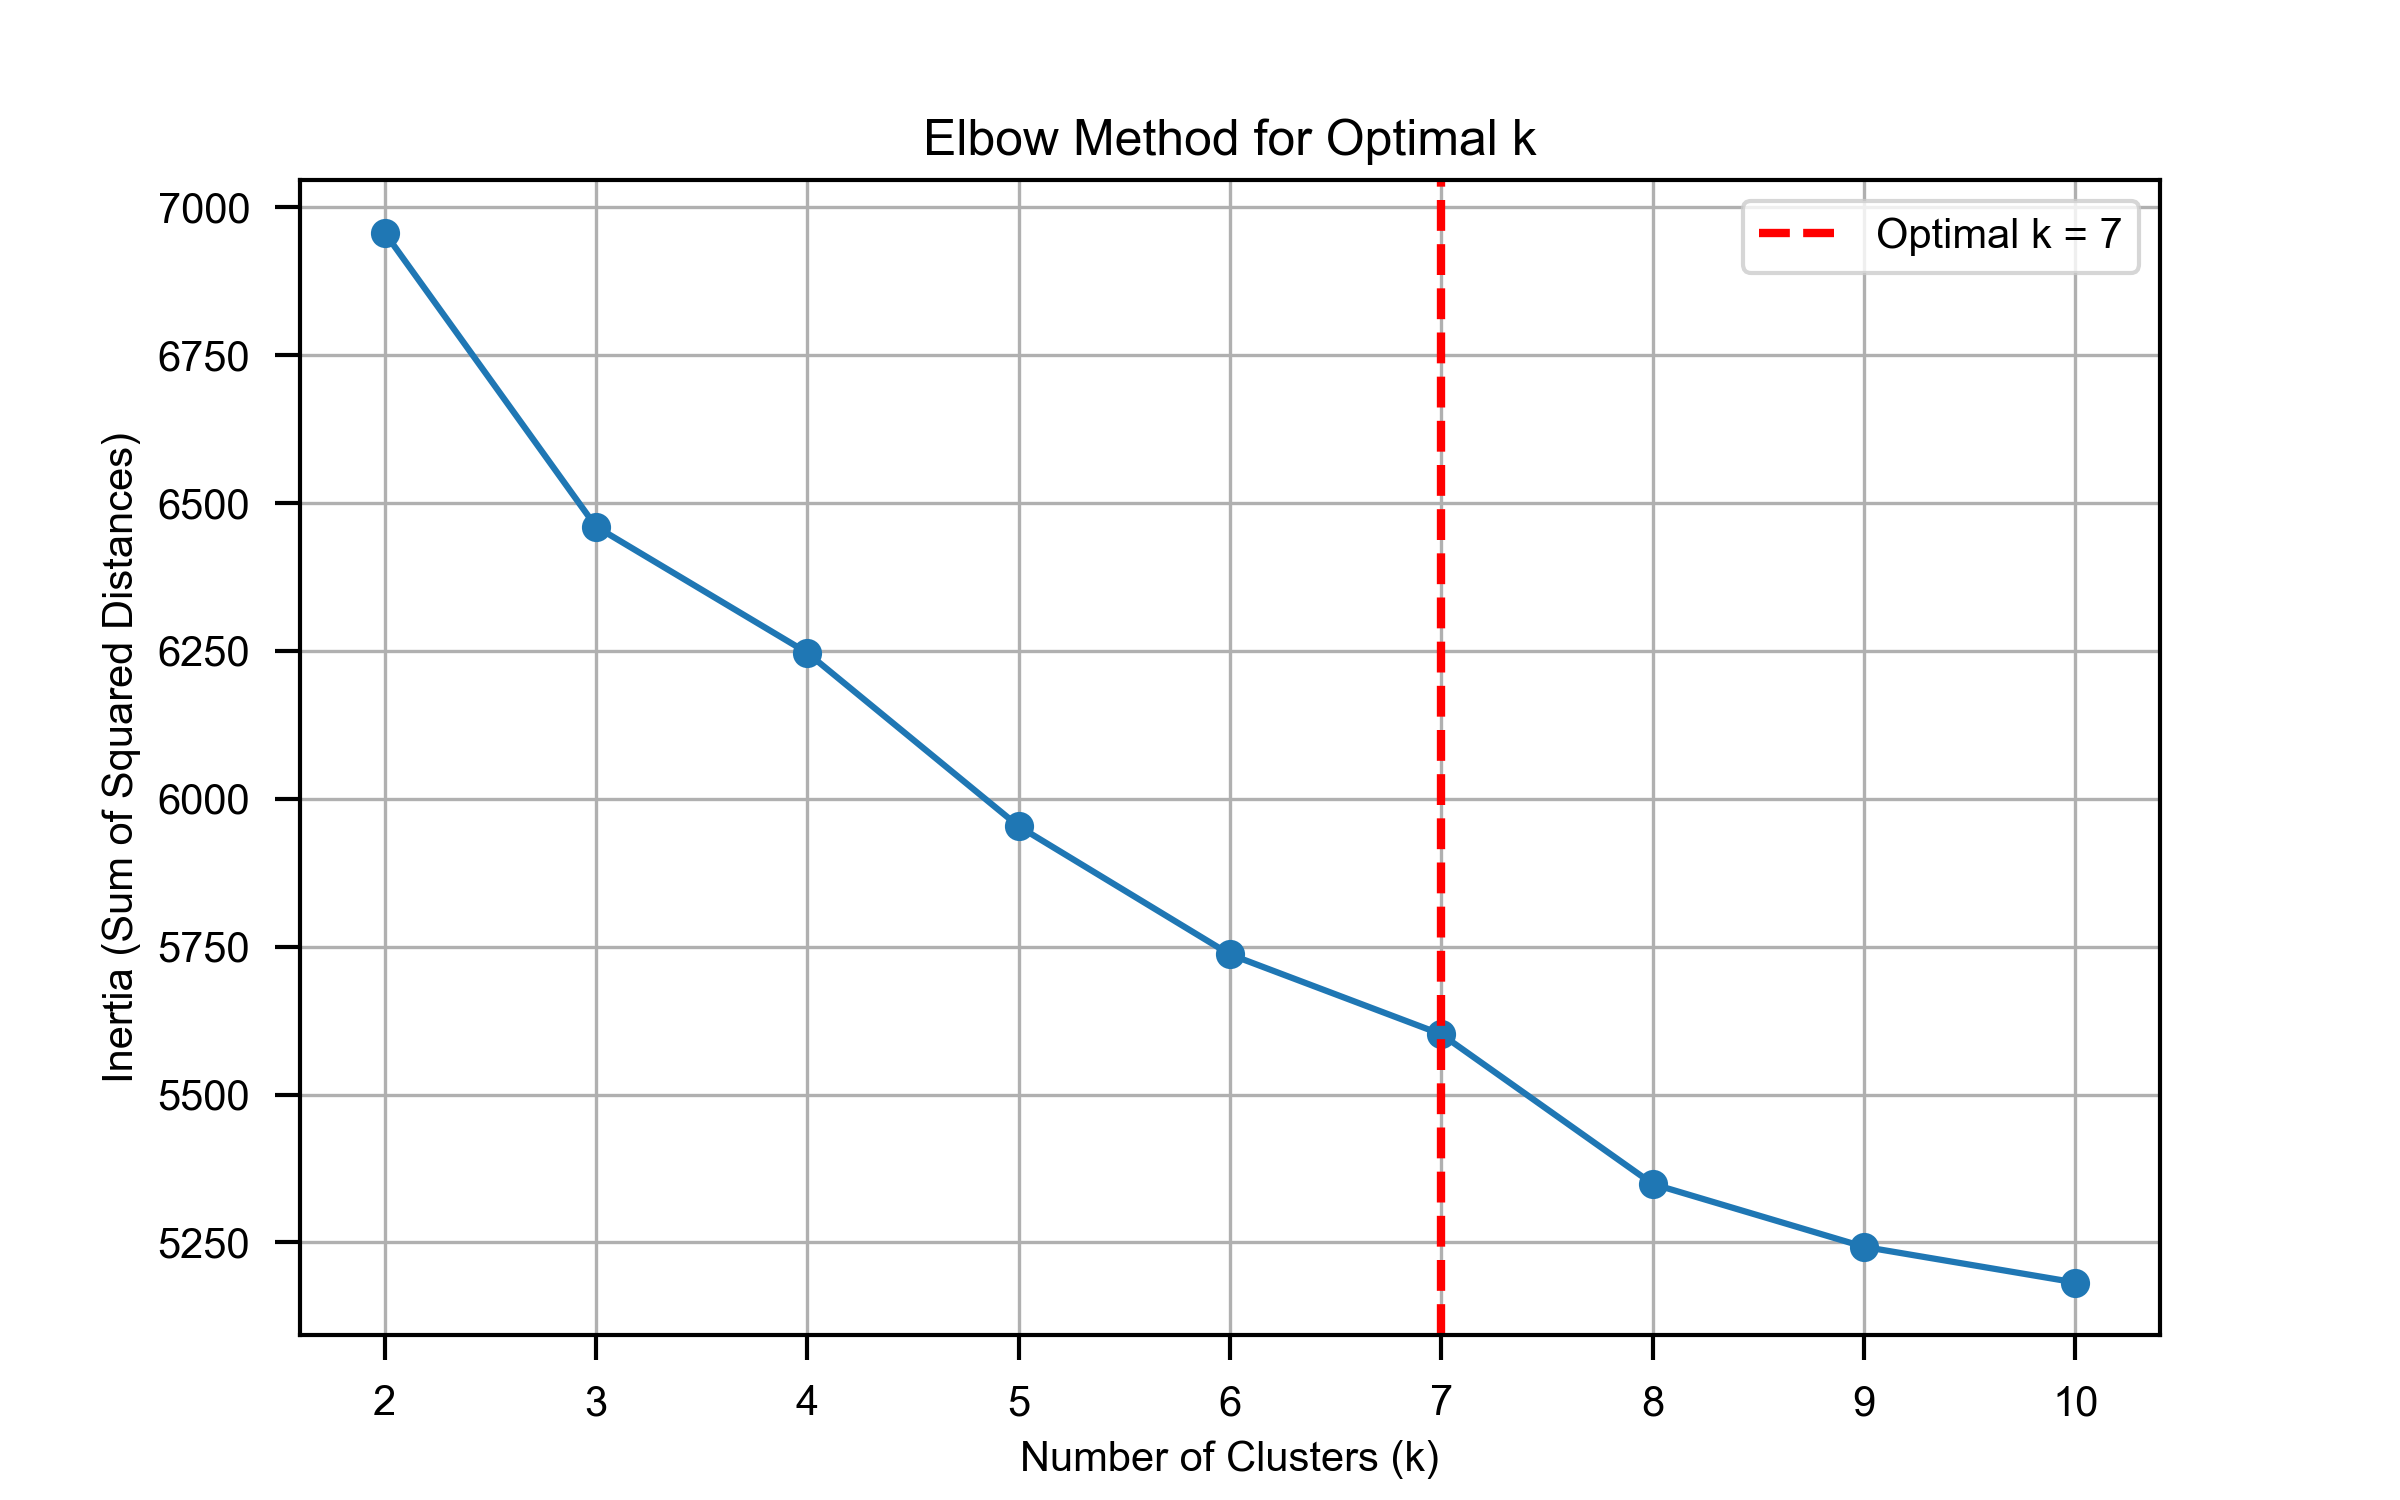 Elbow Method for Optimal k
Optimal k = 7
Inertia (Sum of Squared Distances)
7000
6750
6500
6250
6000
5750
5500
5250
2 3 4 5 6 7 8 9 10
Number of Clusters (k)